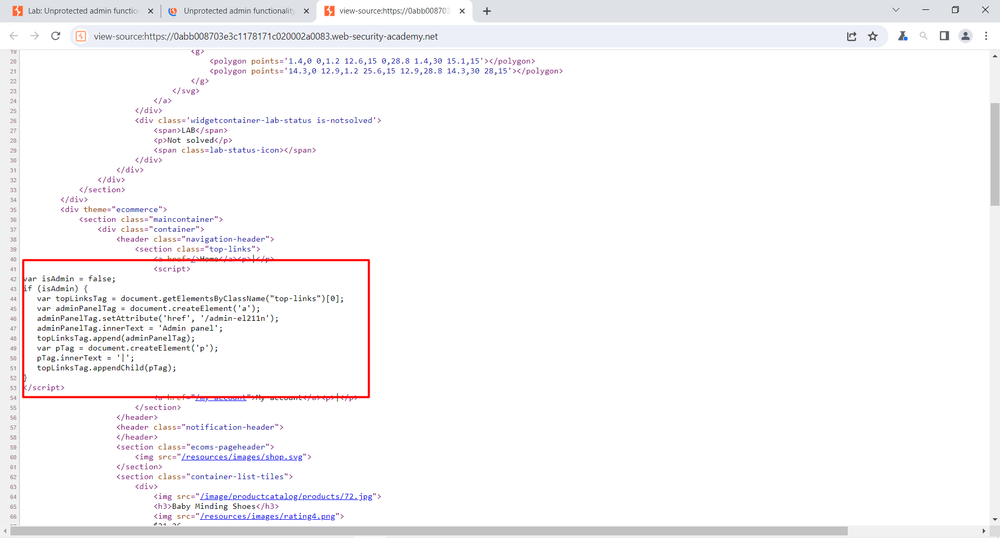 Lab: Unprotected admin functio
Unprotected admin functionality
view-source:https://0abb008703
view-source:https://0abb008703e3c1178171c020002a0083.web-security-academy.net
19 <g>
20 <polygon points='1.4,0 0,1.2 12.6,15 0,28.8 1.4,30 15.1,15'></polygon>
21 <polygon points='14.3,0 12.9,1.2 25.6,15 12.9,28.8 14.3,30 28,15'></polygon>
22 </g>
23 </svg>
24 </a>
25 </div>
26 <div class='widgetcontainer-lab-status is-notsolved'>
27 <span>LAB</span>
28 <p>Not solved</p>
29 <span class=lab-status-icon></span>
30 </div>
31 </div>
32 </div>
33 </section>
34 </div>
35 <div theme="ecommerce">
36 <section class="maincontainer">
37 <div class="container">
38 <header class="navigation-header">
39 <section class="top-links">
40 <a href=/>Home</a><p>|</p>
41 <script>
42 var isAdmin = false;
43 if (isAdmin) {
44 var topLinksTag = document.getElementsByClassName("top-links")[0];
45 var adminPanelTag = document.createElement('a');
46 adminPanelTag.setAttribute('href', '/admin-el211n');
47 adminPanelTag.innerText = 'Admin panel';
48 topLinksTag.append(adminPanelTag);
49 var pTag = document.createElement('p');
50 pTag.innerText = '|';
51 topLinksTag.appendChild(pTag);
52 }
53 </script>
54 <a href="/my-account">My account</a><p>|</p>
55 </section>
56 </header>
57 <header class="notification-header">
58 </header>
59 <section class="ecoms-pageheader">
60 <img src="/resources/images/shop.svg">
61 </section>
62 <section class="container-list-tiles">
63 <div>
64 <img src="/image/productcatalog/products/72.jpg">
65 <h3>Baby Minding Shoes</h3>
66 <img src="/resources/images/rating4.png">